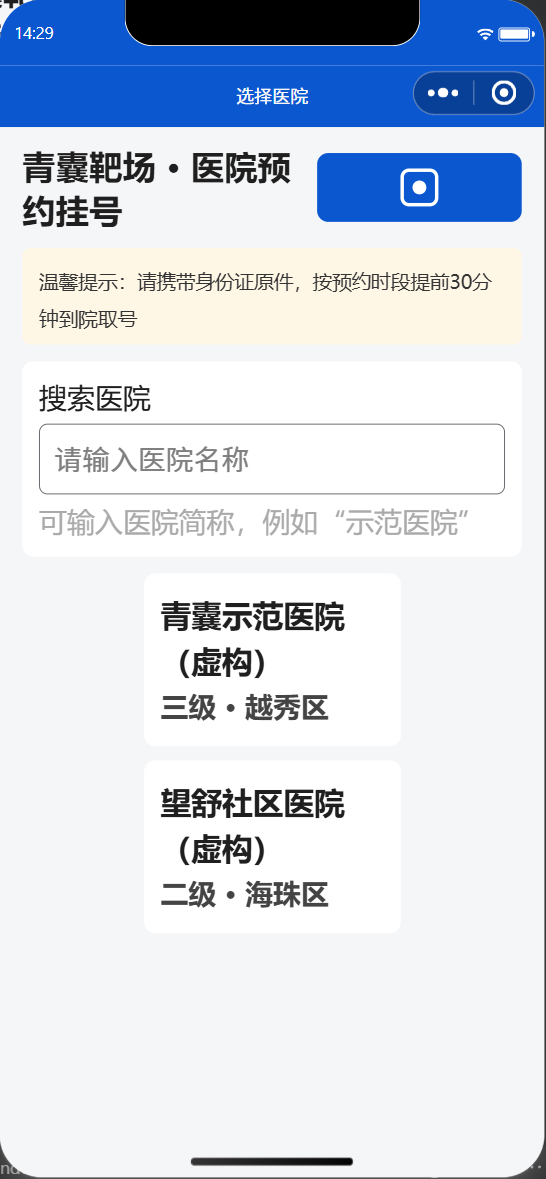 14:29
选择医院
青囊靶场·医院预
约挂号
温馨提示：请携带身份证原件，按预约时段提前30分
钟到院取号
搜索医院
请输入医院名称
可输入医院简称，例如“示范医院”
青囊示范医院
（虚构）
三级·越秀区
望舒社区医院
（虚构）
二级·海珠区